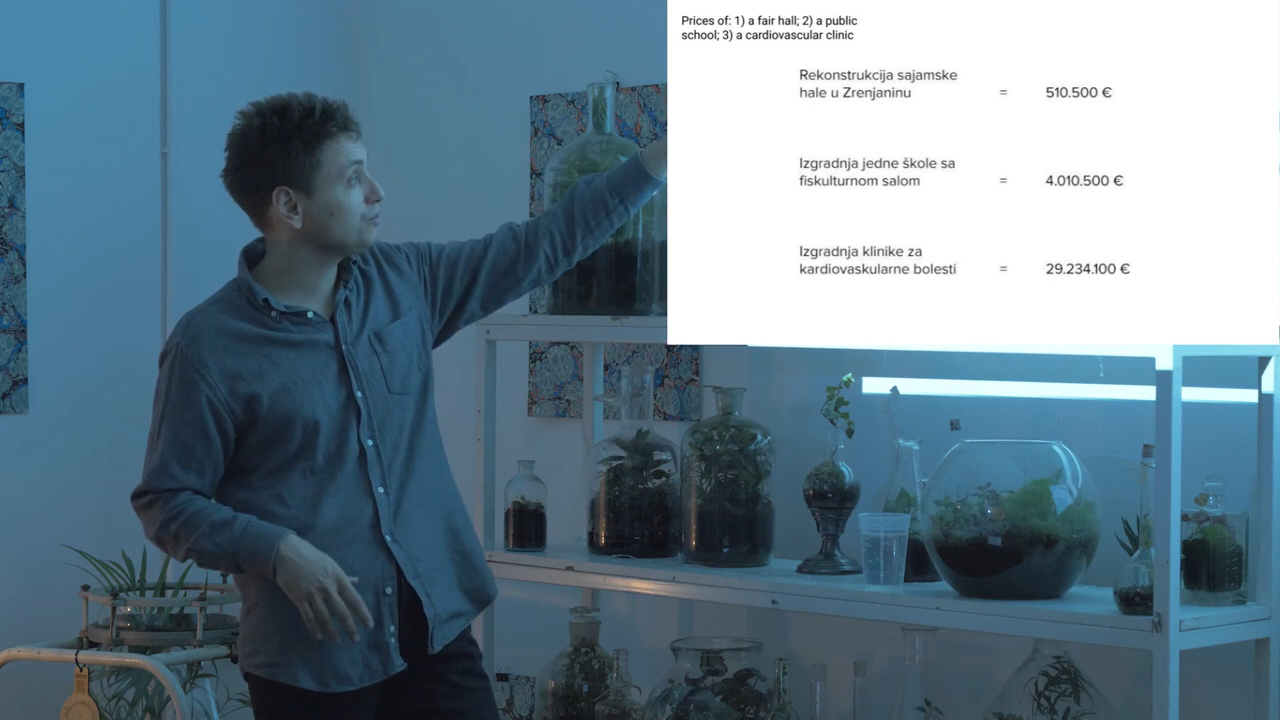 Prices of: 1) a fair hall; 2) a public
school; 3) a cardiovascular clinic
Rekonstrukcija sajamske
hale u Zrenjaninu = 510.500 €
Izgradnja jedne škole sa
fiskulturnom salom = 4.010.500 €
Izgradnja klinike za
kardiovaskularne bolesti = 29.234.100 €